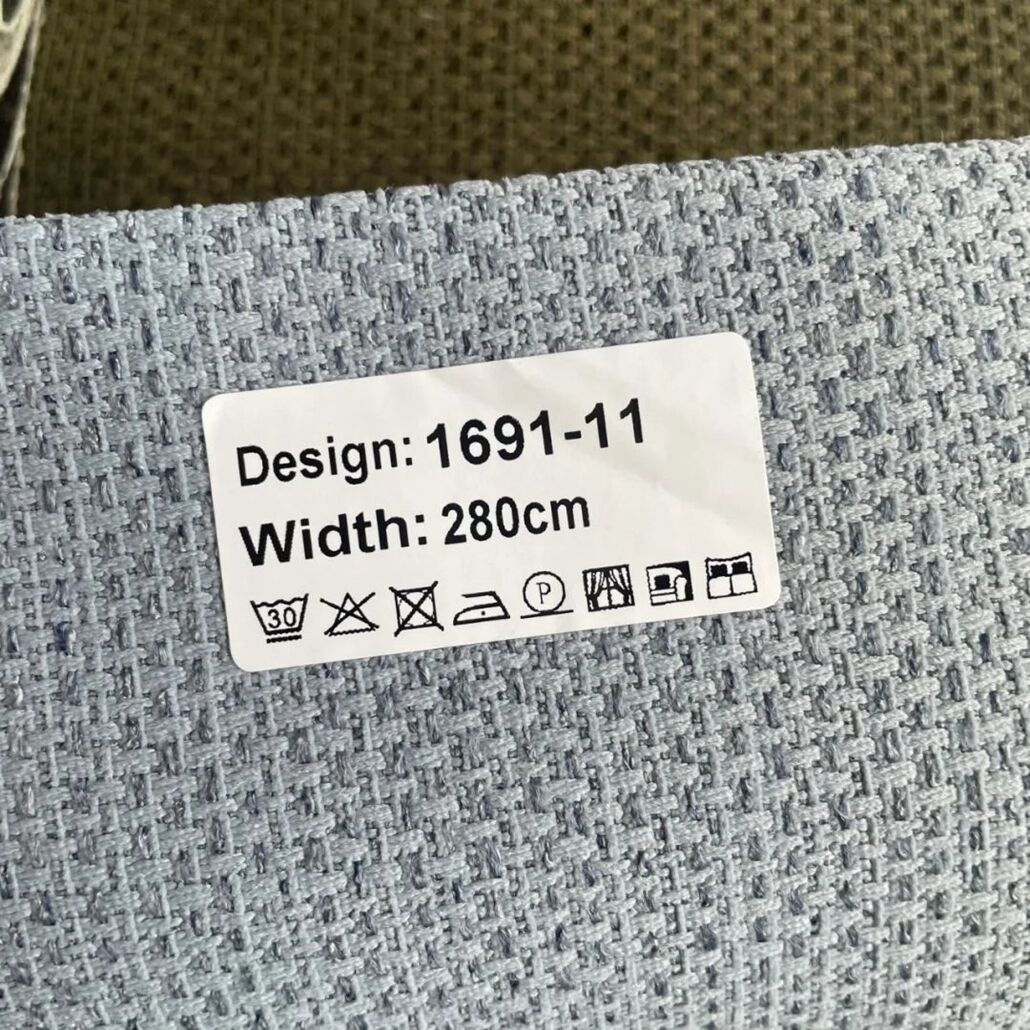 Design: 1691-11
Width: 280cm
30 P